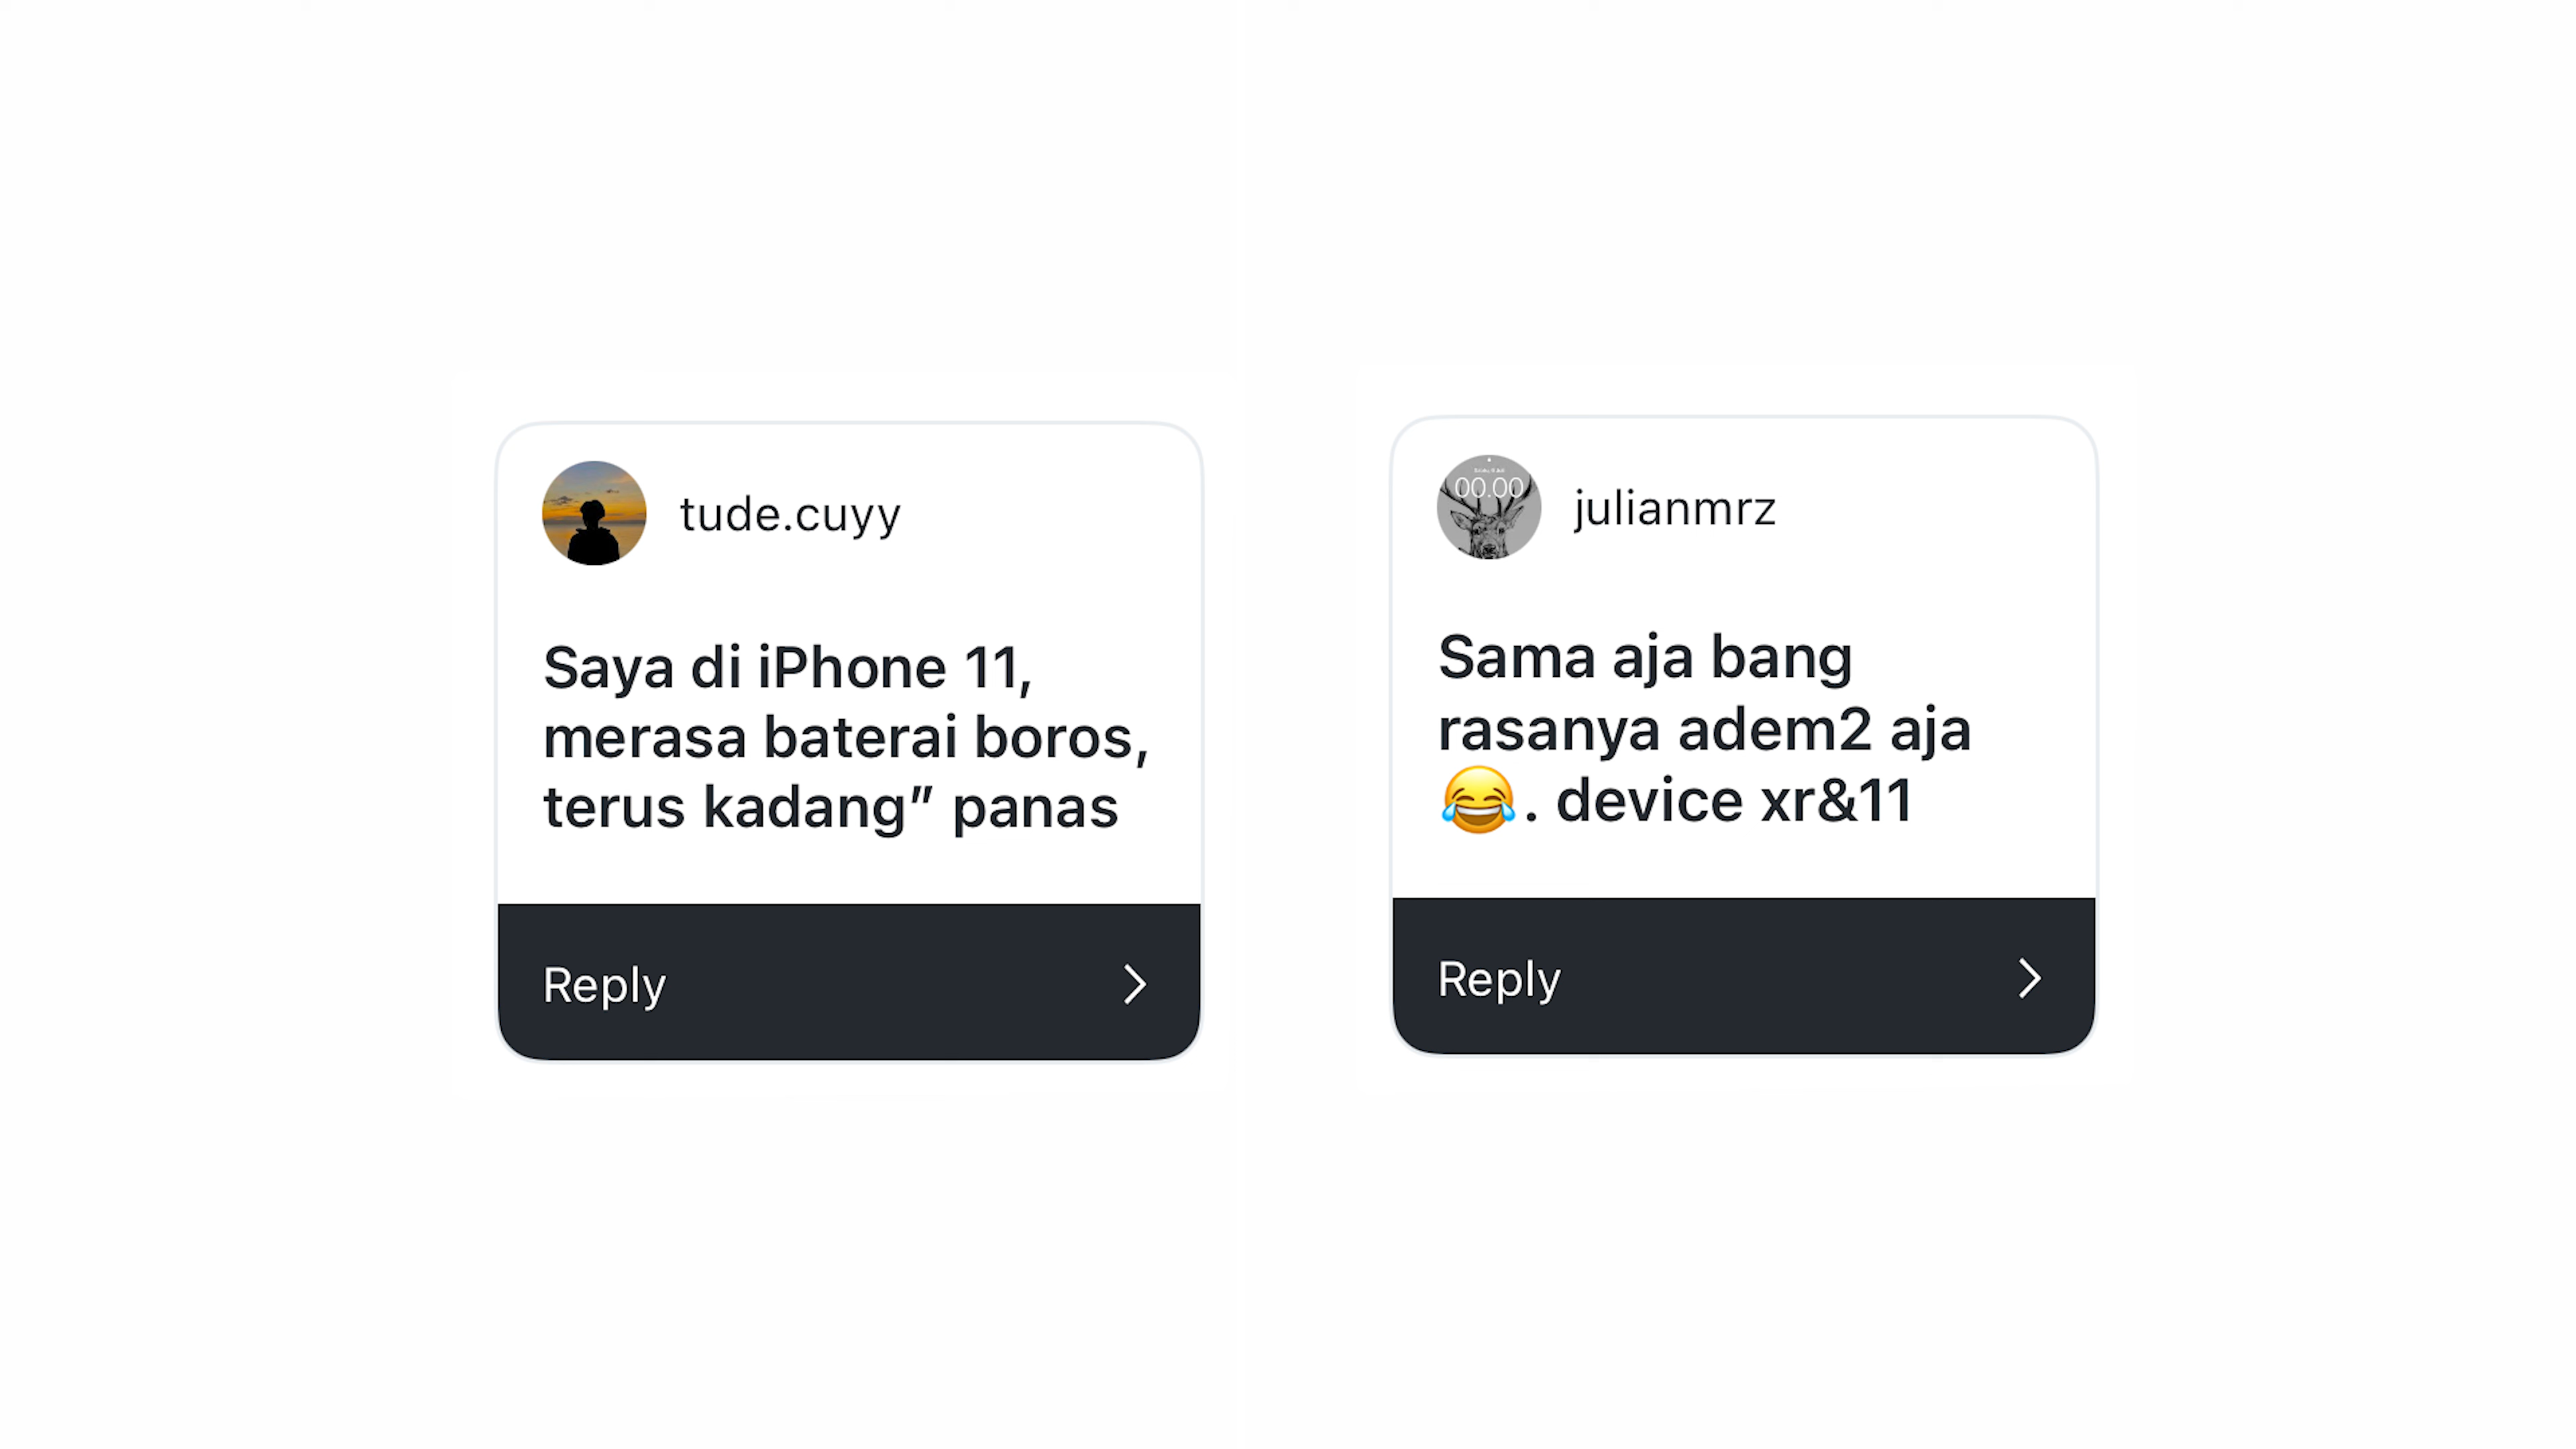 tude.cuyy
Saya di iPhone 11,
merasa baterai boros,
terus kadang” panas
Reply
00.00
julianmrz
Sama aja bang
rasanya adem2 aja
😂. device xr&11
Reply